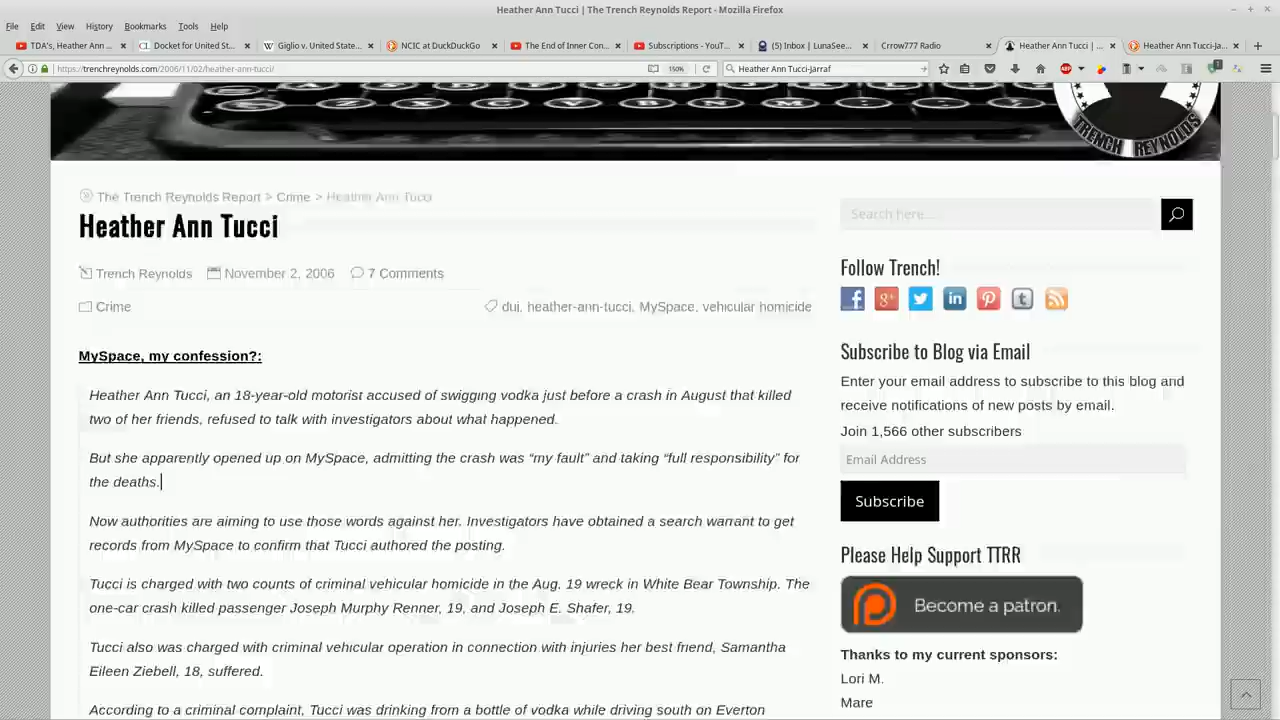 Heather Ann Tucci | The Trench Reynolds Report - Mozilla Firefox
File Edit View History Bookmarks Tools Help
TDA's, Heather Ann ...
Docket for United St...
Giglio v. United State...
NCIC at DuckDuckGo
The End of Inner Con...
Subscriptions - YouT...
(5) Inbox | LunaSee...
Crrow777 Radio
Heather Ann Tucci | ...
Heather Ann Tucci-Ja...
https://trenchreynolds.com/2006/11/02/heather-ann-tucci/
150%
Heather Ann Tucci-Jarraf
TRENCH REYNOLDS
The Trench Reynolds Report > Crime > Heather Ann Tucci
Heather Ann Tucci
Trench Reynolds November 2, 2006 7 Comments
Crime
dui, heather-ann-tucci, MySpace, vehicular homicide
MySpace, my confession?:
Heather Ann Tucci, an 18-year-old motorist accused of swigging vodka just before a crash in August that killed
two of her friends, refused to talk with investigators about what happened.
But she apparently opened up on MySpace, admitting the crash was “my fault” and taking “full responsibility” for
the deaths.
Now authorities are aiming to use those words against her. Investigators have obtained a search warrant to get
records from MySpace to confirm that Tucci authored the posting.
Tucci is charged with two counts of criminal vehicular homicide in the Aug. 19 wreck in White Bear Township. The
one-car crash killed passenger Joseph Murphy Renner, 19, and Joseph E. Shafer, 19.
Tucci also was charged with criminal vehicular operation in connection with injuries her best friend, Samantha
Eileen Ziebell, 18, suffered.
According to a criminal complaint, Tucci was drinking from a bottle of vodka while driving south on Everton
Search here...
Follow Trench!
Subscribe to Blog via Email
Enter your email address to subscribe to this blog and
receive notifications of new posts by email.
Join 1,566 other subscribers
Email Address
Subscribe
Please Help Support TTRR
Become a patron.
Thanks to my current sponsors:
Lori M.
Mare